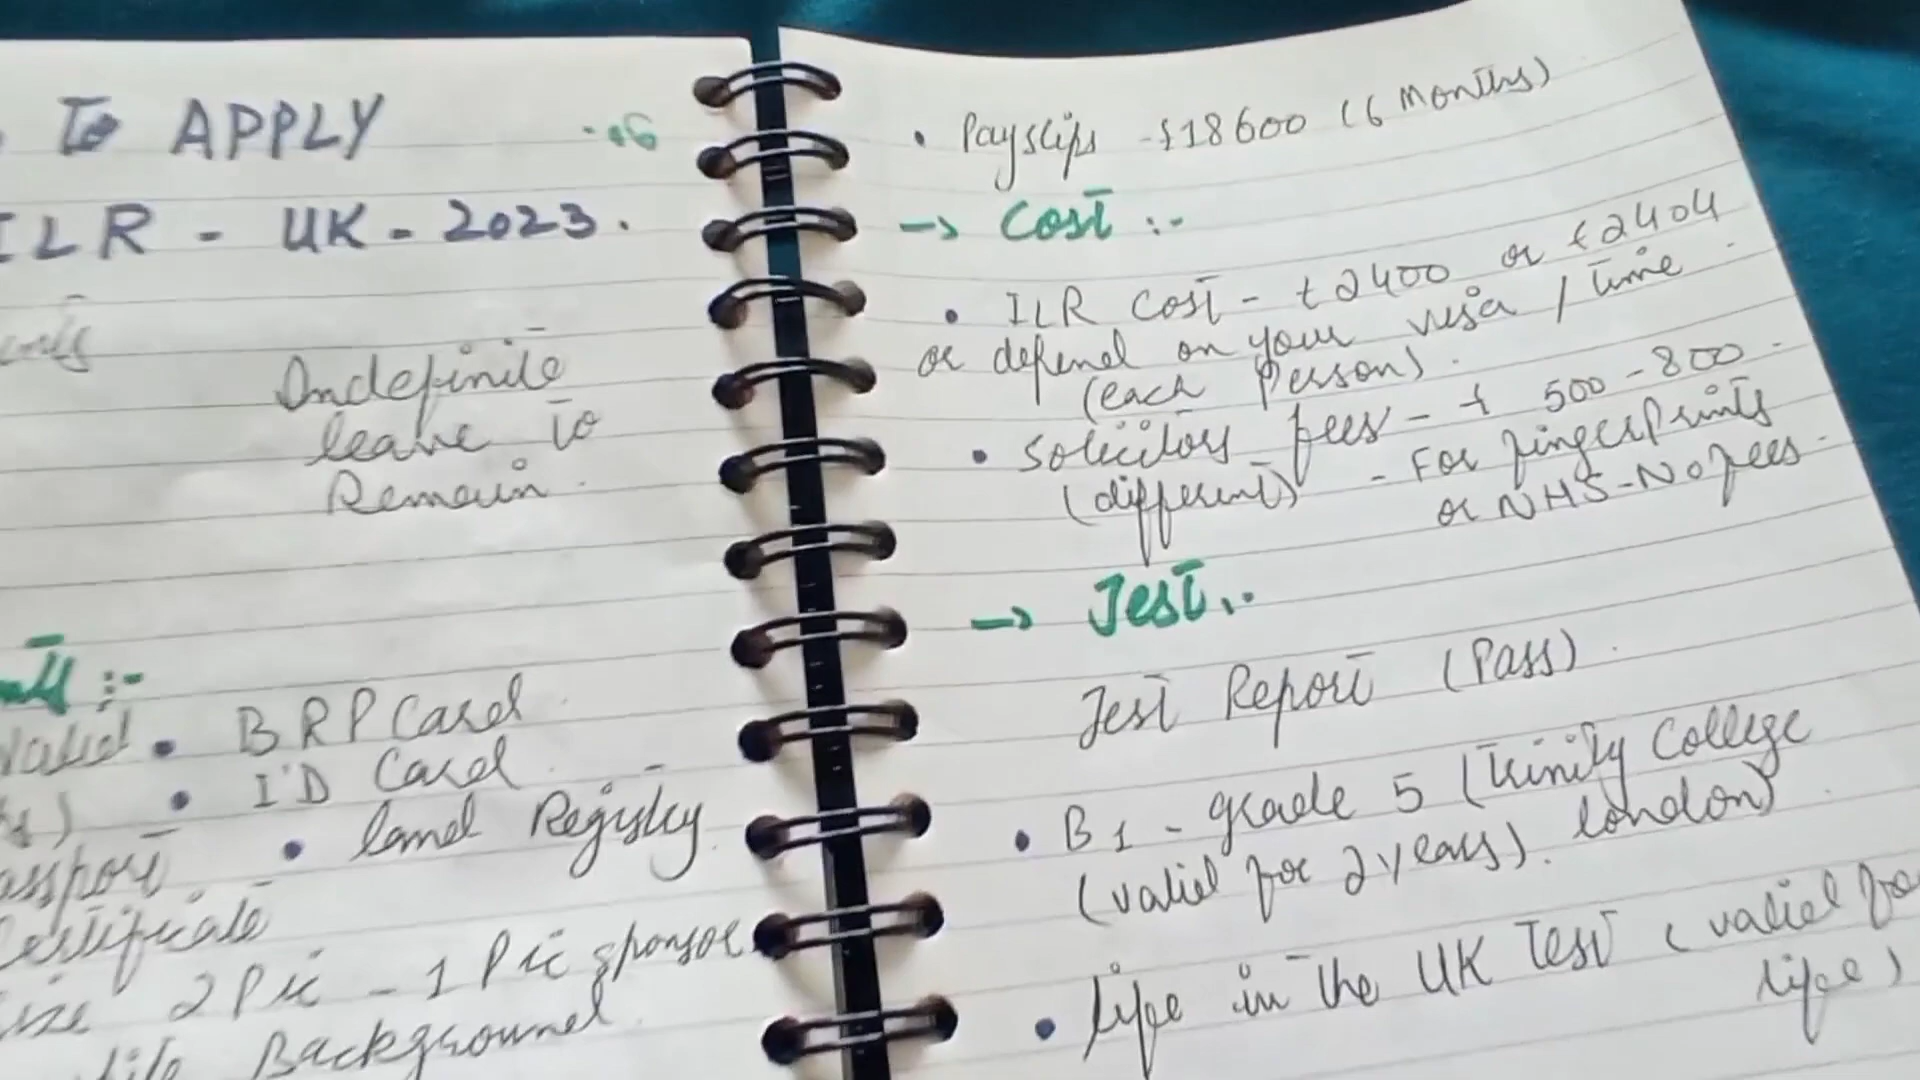 To APPLY
ILR - UK - 2023.
Indefinite
leave to
Remain.
Valid • BRP Card
• I'D Card
• land Registry
Certificate
2 Pic - 1 Pic sponsor
Background
• Payslips - £18600 (6 Months)
→ Cost :-
• ILR Cost - £2400 or £2404
or depend on your visa / time
(each Person).
• Solicitors fees - £ 500 - 800.
(different) - For fingerprints
or NHS - No fees.
→ Test :-
Test Report (Pass).
• B1 - grade 5 (Trinity College
(valid for 2 years). london)
• life in the UK Test (valid for
life)